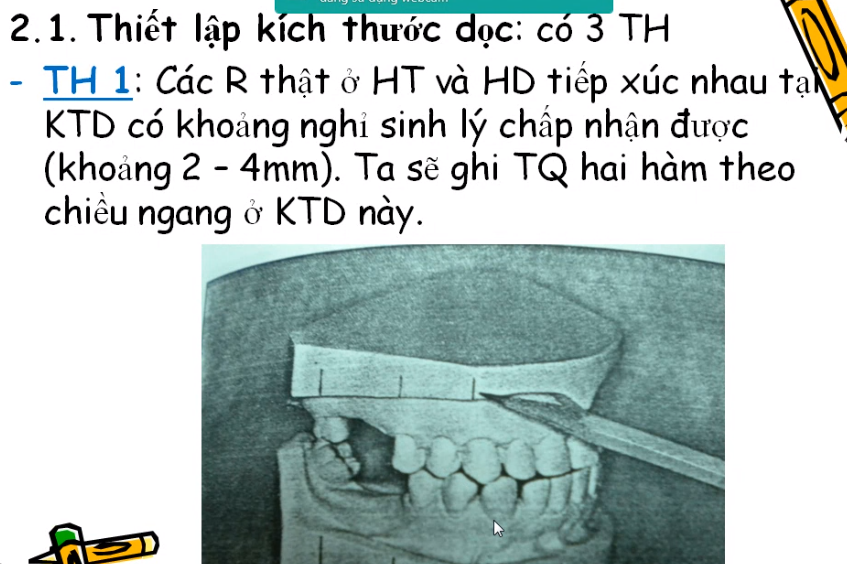 2.1. Thiết lập kích thước dọc: có 3 TH
- TH 1: Các R thật ở HT và HD tiếp xúc nhau tại
KTD có khoảng nghỉ sinh lý chấp nhận được
(khoảng 2 - 4mm). Ta sẽ ghi TQ hai hàm theo
chiều ngang ở KTD này.